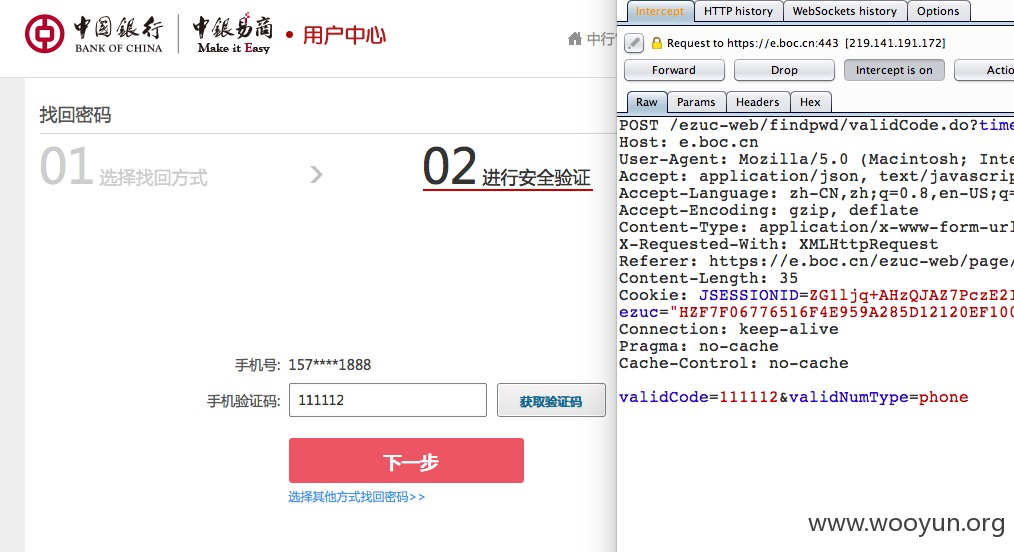 中國銀行
BANK OF CHINA
中银易商
Make it Easy
• 用户中心
中行
找回密码
01 选择找回方式
>
02 进行安全验证
手机号: 157****1888
手机验证码: 111112 获取验证码
下一步
选择其他方式找回密码>>
Intercept HTTP history WebSockets history Options
Request to https://e.boc.cn:443 [219.141.191.172]
Forward Drop Intercept is on Actio
Raw Params Headers Hex
POST /ezuc-web/findpwd/validCode.do?time
Host: e.boc.cn
User-Agent: Mozilla/5.0 (Macintosh; Inte
Accept: application/json, text/javascrip
Accept-Language: zh-CN,zh;q=0.8,en-US;q=
Accept-Encoding: gzip, deflate
Content-Type: application/x-www-form-url
X-Requested-With: XMLHttpRequest
Referer: https://e.boc.cn/ezuc-web/page/
Content-Length: 35
Cookie: JSESSIONID=ZG1ljq+AHzQJAZ7PczE21
ezuc="HZF7F06776516F4E959A285D12120EF100
Connection: keep-alive
Pragma: no-cache
Cache-Control: no-cache
validCode=111112&validNumType=phone
www.wooyun.org